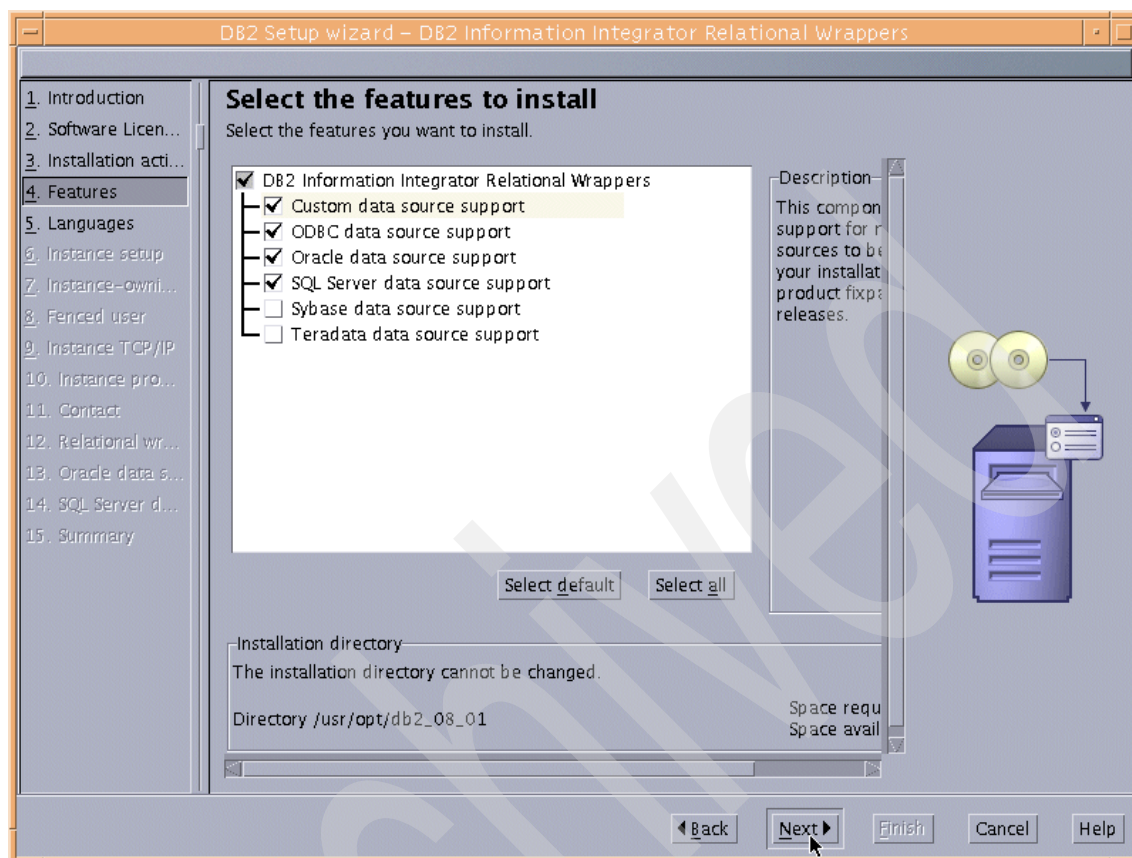 DB2 Setup wizard – DB2 Information Integrator Relational Wrappers
1. Introduction
2. Software Licen...
3. Installation acti...
4. Features
5. Languages
6. Instance setup
7. Instance-owni...
8. Fenced user
9. Instance TCP/IP
10. Instance pro...
11. Contact
12. Relational wr...
13. Oracle data s...
14. SQL Server d...
15. Summary
Select the features to install
Select the features you want to install.
DB2 Information Integrator Relational Wrappers
Custom data source support
ODBC data source support
Oracle data source support
SQL Server data source support
Sybase data source support
Teradata data source support
Description
This compon
support for r
sources to be
your installat
product fixpa
releases.
Select default
Select all
Installation directory
The installation directory cannot be changed.
Directory /usr/opt/db2_08_01
Space requ
Space avail
Back
Next
Finish
Cancel
Help